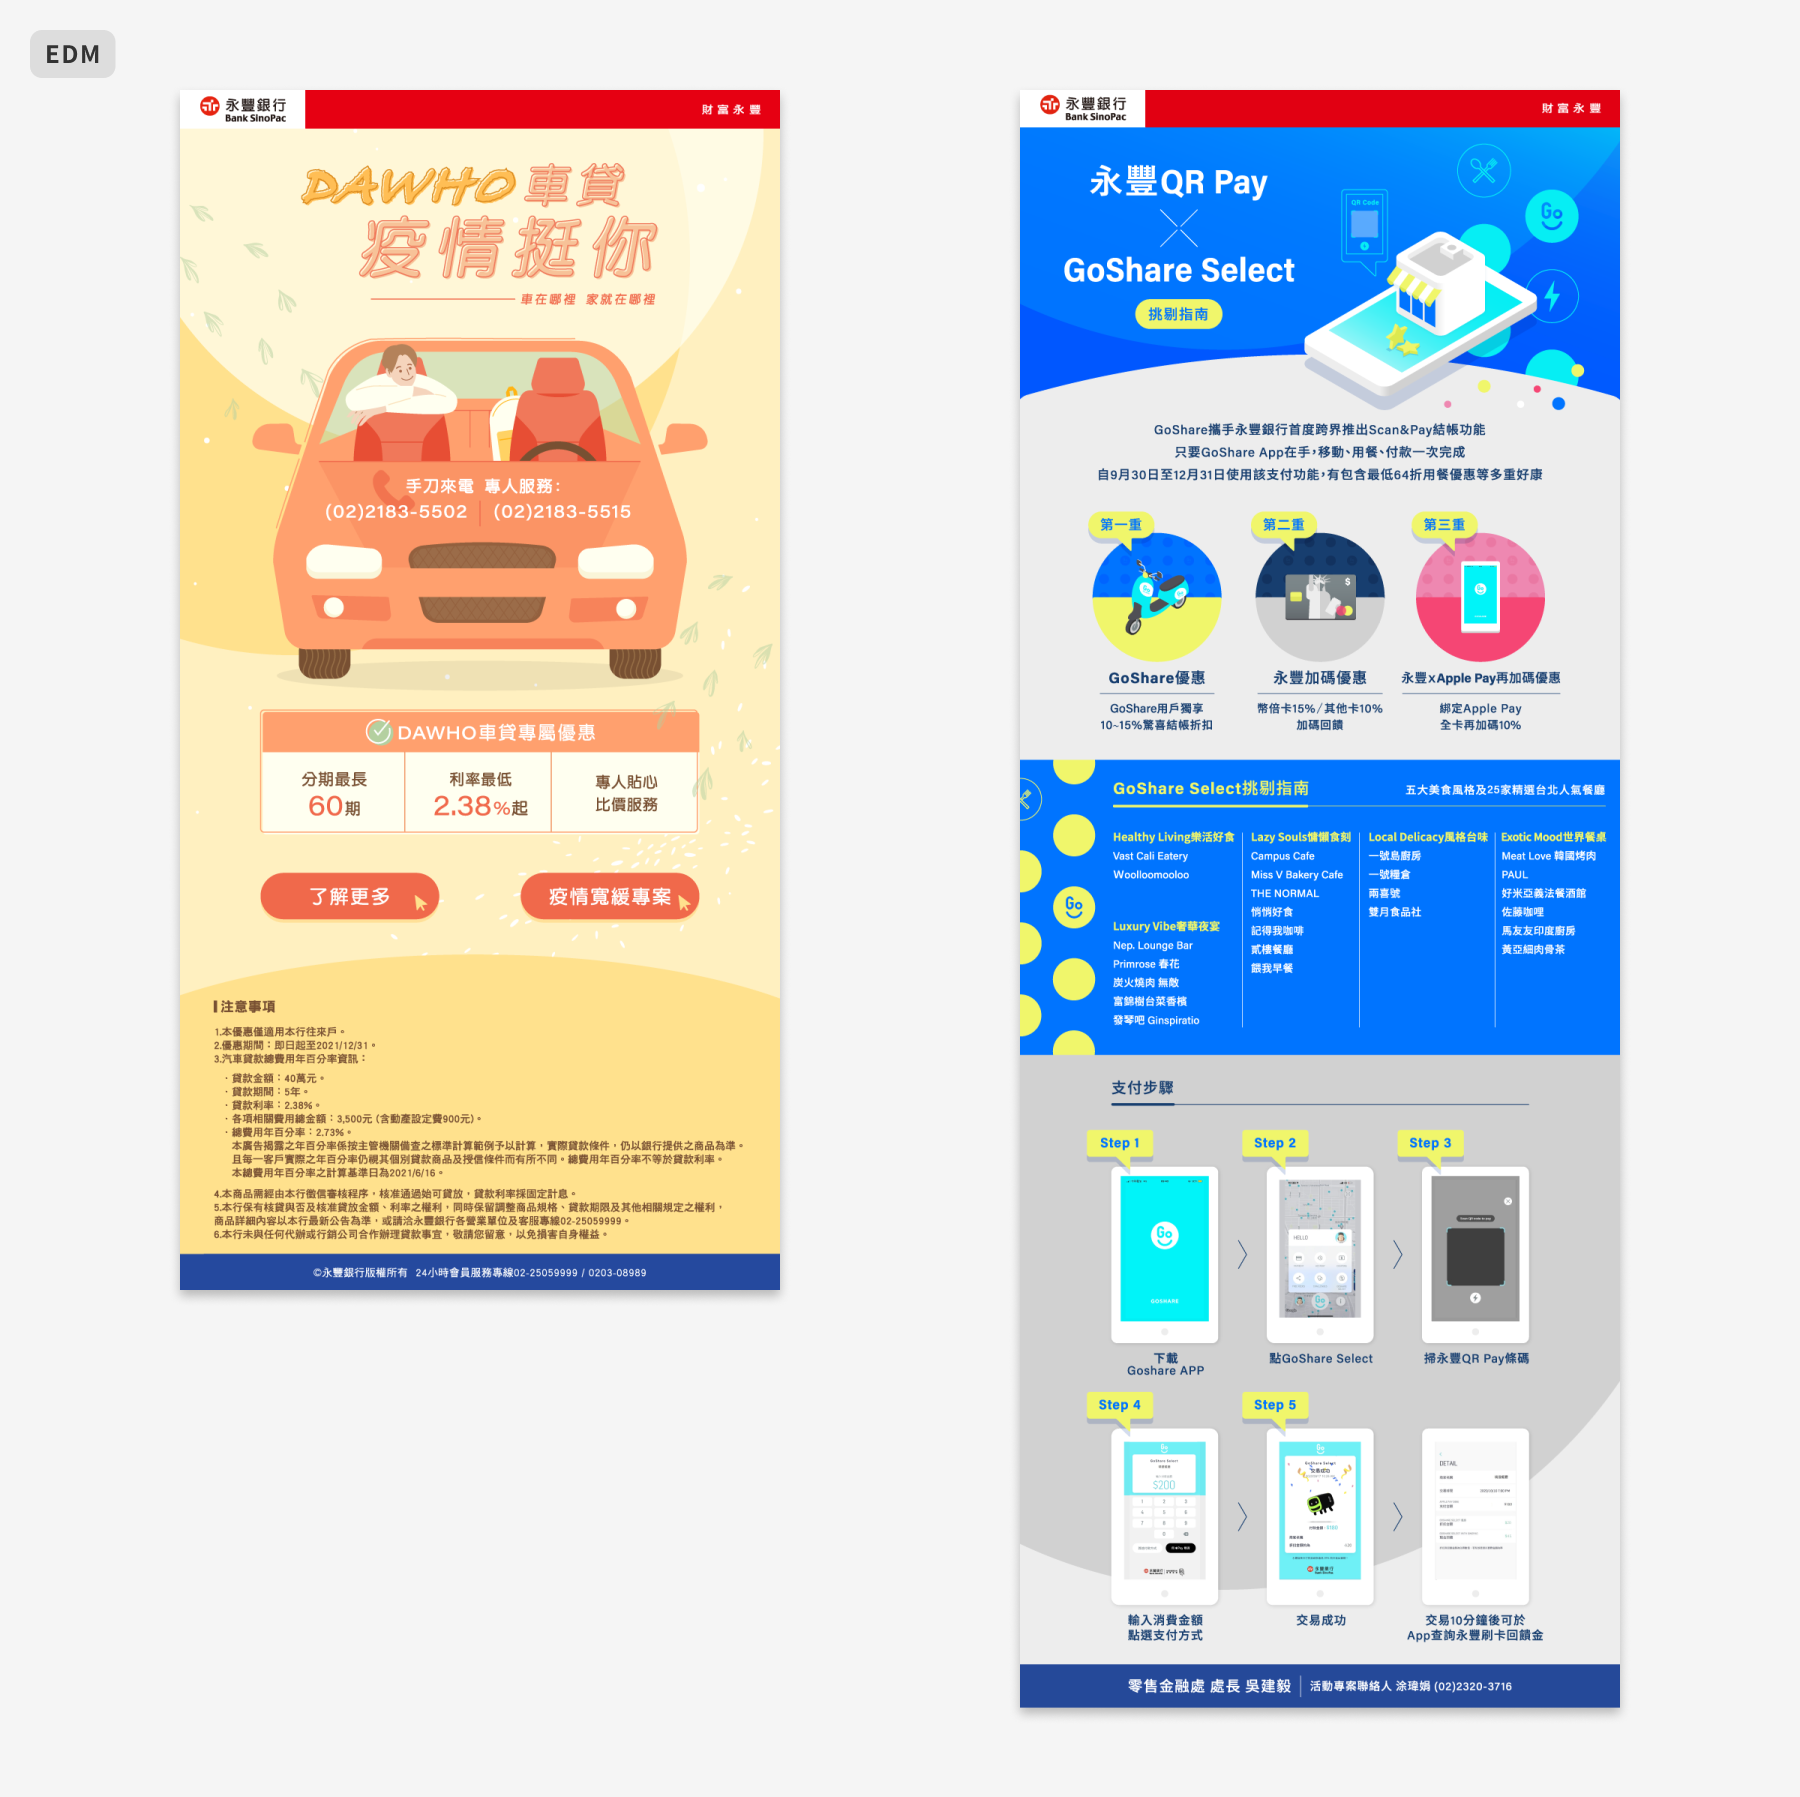 EDM
永豐銀行
Bank SinoPac
財富永豐
DAWHO車貸
疫情挺你
車在哪裡 家就在哪裡
手刀來電 專人服務：
(02)2183-5502 (02)2183-5515
DAWHO車貸專屬優惠
分期最長
60期
利率最低
2.38%起
專人貼心
比價服務
了解更多
疫情寬緩專案
注意事項
1.本優惠僅適用本行往來戶。
2.優惠期間：即日起至2021/12/31。
3.汽車貸款總費用年百分率資訊：
・貸款金額：40萬元。
・貸款期間：5年。
・貸款利率：2.38%。
・各項相關費用總金額：3,500元 (含動產設定費900元)。
・總費用年百分率：2.73%。
本廣告揭露之年百分率係按主管機關備查之標準計算範例予以計算，實際貸款條件，仍以銀行提供之商品為準。
且每一客戶實際之年百分率仍視其個別貸款商品及授信條件而有所不同。總費用年百分率不等於貸款利率。
本總費用年百分率之計算基準日為2021/6/16。
4.本商品需經由本行徵信審核程序，核准通過始可貸放，貸款利率採固定計息。
5.本行保有核貸與否及核准貸放金額、利率之權利，同時保留調整商品規格、貸款期限及其他相關規定之權利，
商品詳細內容以本行最新公告為準，或請洽永豐銀行各營業單位及客服專線02-25059999。
6.本行未與任何代辦或行銷公司合作辦理貸款事宜，敬請您留意，以免損害自身權益。
©永豐銀行版權所有 24小時會員服務專線02-25059999 / 0203-08989
永豐銀行
Bank SinoPac
財富永豐
永豐QR Pay
GoShare Select
挑剔指南
QR Code
Go
GoShare攜手永豐銀行首度跨界推出Scan&Pay結帳功能
只要GoShare App在手，移動、用餐、付款一次完成
自9月30日至12月31日使用該支付功能，有包含最低64折用餐優惠等多重好康
第一重
第二重
第三重
GoShare優惠
GoShare用戶獨享
10~15%驚喜結帳折扣
永豐加碼優惠
幣倍卡15%/其他卡10%
加碼回饋
永豐xApple Pay再加碼優惠
綁定Apple Pay
全卡再加碼10%
GoShare Select挑剔指南
五大美食風格及25家精選台北人氣餐廳
Healthy Living樂活好食
Vast Cali Eatery
Woolloomooloo
Luxury Vibe奢華夜宴
Nep. Lounge Bar
Primrose 春花
炭火燒肉 無敵
富錦樹台菜香檳
發琴吧 Ginspiratio
Lazy Souls慵懶食刻
Campus Cafe
Miss V Bakery Cafe
THE NORMAL
悄悄好食
記得我咖啡
貳樓餐廳
餵我早餐
Local Delicacy風格台味
一號島廚房
一號糧倉
兩喜號
雙月食品社
Exotic Mood世界餐桌
Meat Love 韓國烤肉
PAUL
好米亞義法餐酒館
佐藤咖哩
馬友友印度廚房
黃亞細肉骨茶
Go
支付步驟
Step 1
Step 2
Step 3
Go
GOSHARE
HELLO
Go
下載
Goshare APP
點GoShare Select
掃永豐QR Pay條碼
Step 4
Step 5
Go
GoShare Select
$200
Go
GoShare Select
交易成功
永豐銀行
Bank SinoPac
DETAIL
輸入消費金額
點選支付方式
交易成功
交易10分鐘後可於
App查詢永豐刷卡回饋金
零售金融處 處長 吳建毅
活動專案聯絡人 涂瑋娟 (02)2320-3716